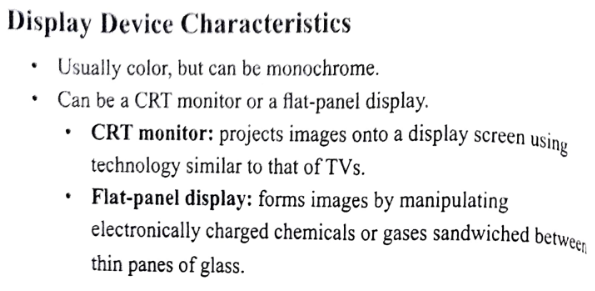 Display Device Characteristics
• Usually color, but can be monochrome.
• Can be a CRT monitor or a flat-panel display.
• CRT monitor: projects images onto a display screen using
technology similar to that of TVs.
• Flat-panel display: forms images by manipulating
electronically charged chemicals or gases sandwiched between
thin panes of glass.